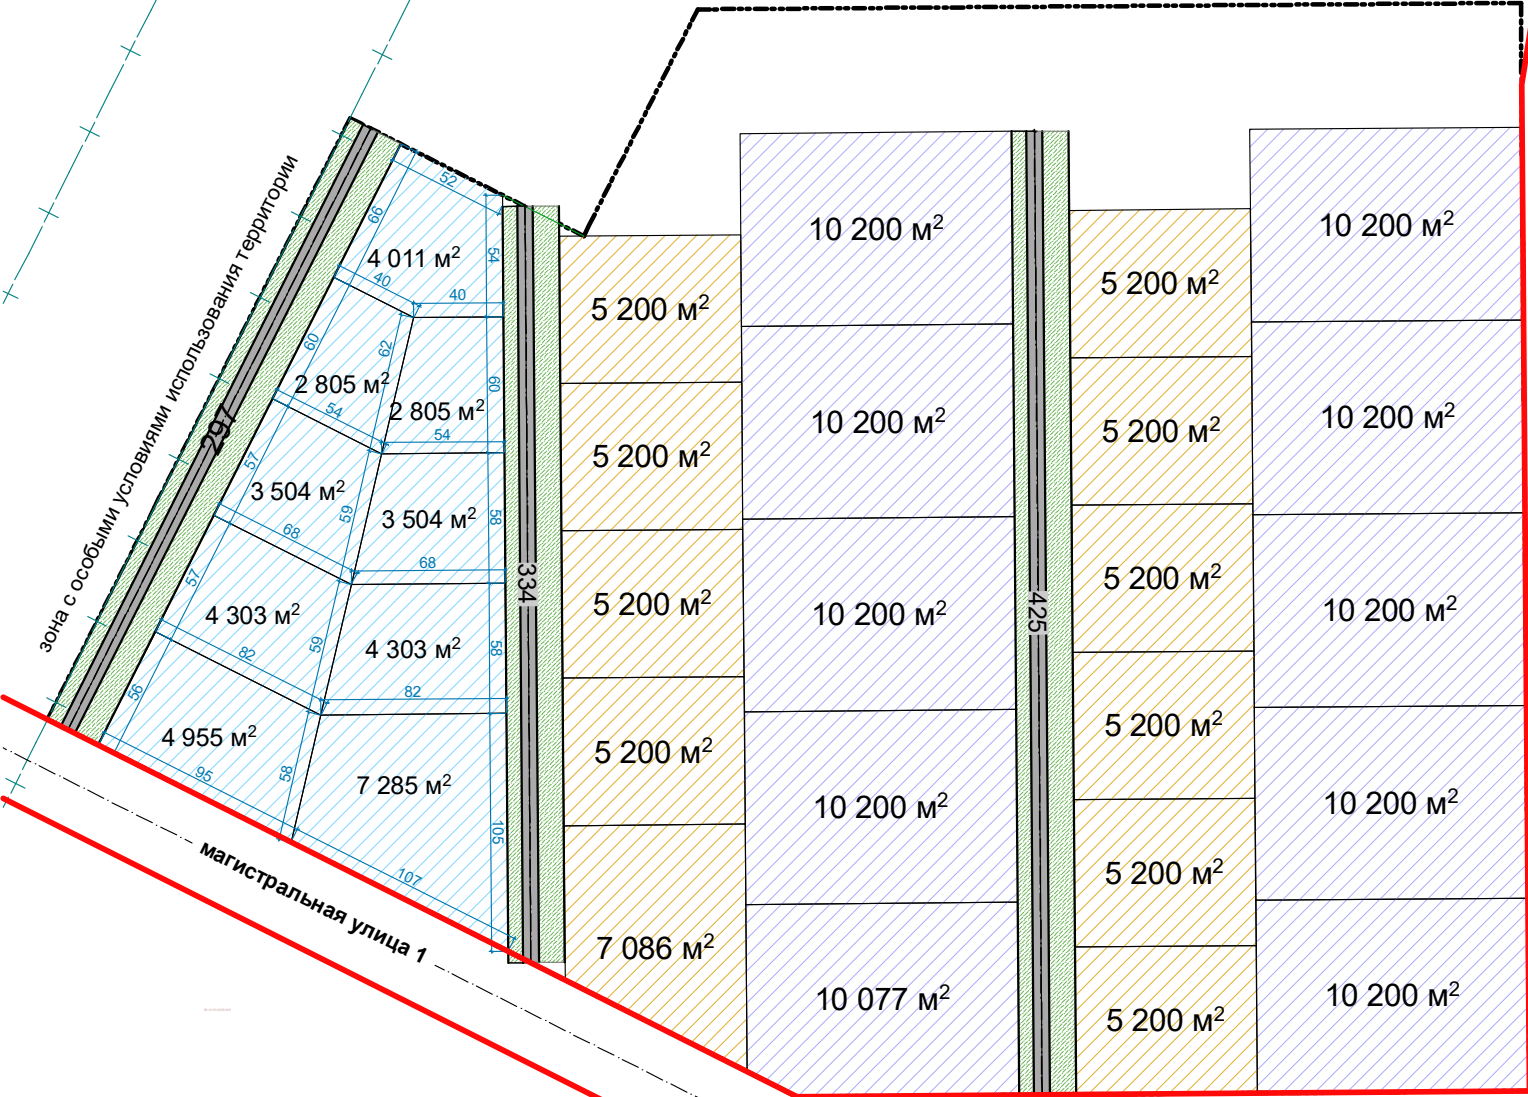 зона с особыми условиями использования территории
297
52
66
4 011 м²
54
40
40
60
62
2 805 м²
2 805 м²
60
54
54
57
3 504 м²
59
3 504 м²
58
68
68
57
4 303 м²
59
4 303 м²
58
82
82
56
4 955 м²
58
7 285 м²
105
95
107
334
магистральная улица 1
5 200 м²
5 200 м²
5 200 м²
5 200 м²
7 086 м²
10 200 м²
10 200 м²
10 200 м²
10 200 м²
10 077 м²
425
5 200 м²
5 200 м²
5 200 м²
5 200 м²
5 200 м²
5 200 м²
10 200 м²
10 200 м²
10 200 м²
10 200 м²
10 200 м²